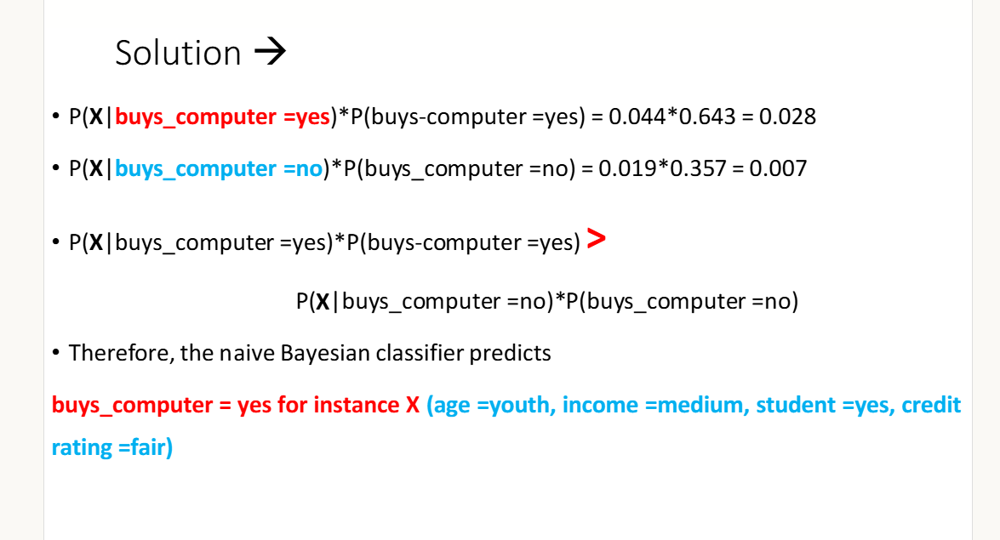 Solution →
• P(X|buys_computer =yes)*P(buys-computer =yes) = 0.044*0.643 = 0.028
• P(X|buys_computer =no)*P(buys_computer =no) = 0.019*0.357 = 0.007
• P(X|buys_computer =yes)*P(buys-computer =yes) >
P(X|buys_computer =no)*P(buys_computer =no)
• Therefore, the naive Bayesian classifier predicts
buys_computer = yes for instance X (age =youth, income =medium, student =yes, credit
rating =fair)